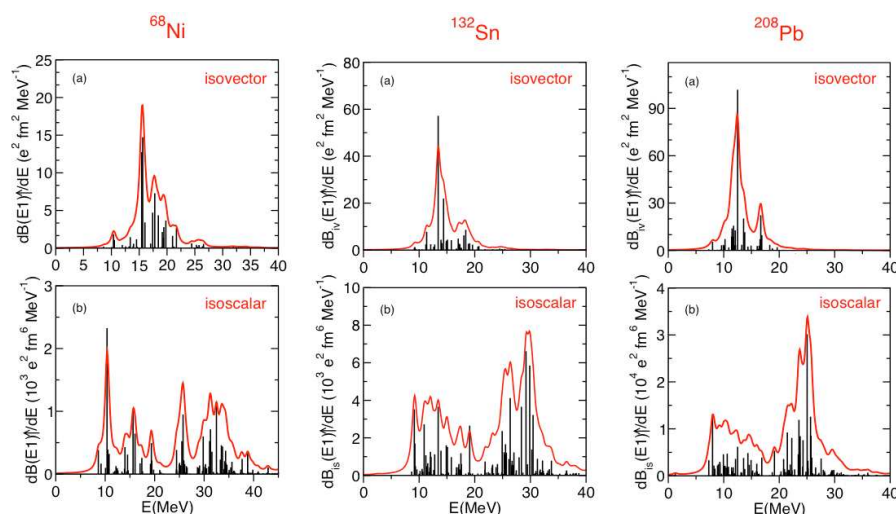 68Ni
132Sn
208Pb
(a)
isovector
dB(E1)⇑/dE (e² fm² MeV⁻¹)
25
20
15
10
5
0
0 5 10 15 20 25 30 35 40
(a)
isovector
dB_iv(E1)⇑/dE (e² fm² MeV⁻¹)
80
60
40
20
0
0 10 20 30 40
(a)
isovector
dB_iv(E1)⇑/dE (e² fm² MeV⁻¹)
90
60
30
0
0 10 20 30 40
(b)
isoscalar
dB(E1)⇑/dE (10³ e² fm⁶ MeV⁻¹)
3
2
1
0
0 10 20 30 40
E(MeV)
(b)
isoscalar
dB_is(E1)⇑/dE (10³ e² fm⁶ MeV⁻¹)
10
8
6
4
2
0
0 10 20 30 40
E(MeV)
(b)
isoscalar
dB_is(E1)⇑/dE (10⁴ e² fm⁶ MeV⁻¹)
4
3
2
1
0
0 10 20 30 40
E(MeV)